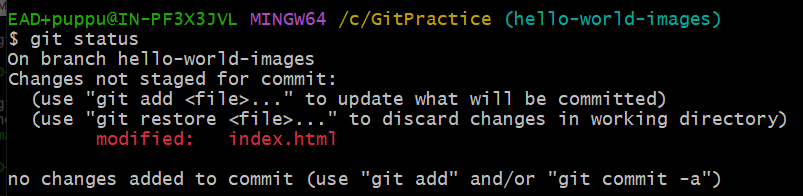 EAD+puppu@IN-PF3X3JVL MINGW64 /c/GitPractice (hello-world-images)
$ git status
On branch hello-world-images
Changes not staged for commit:
  (use "git add <file>..." to update what will be committed)
  (use "git restore <file>..." to discard changes in working directory)
        modified:   index.html

no changes added to commit (use "git add" and/or "git commit -a")